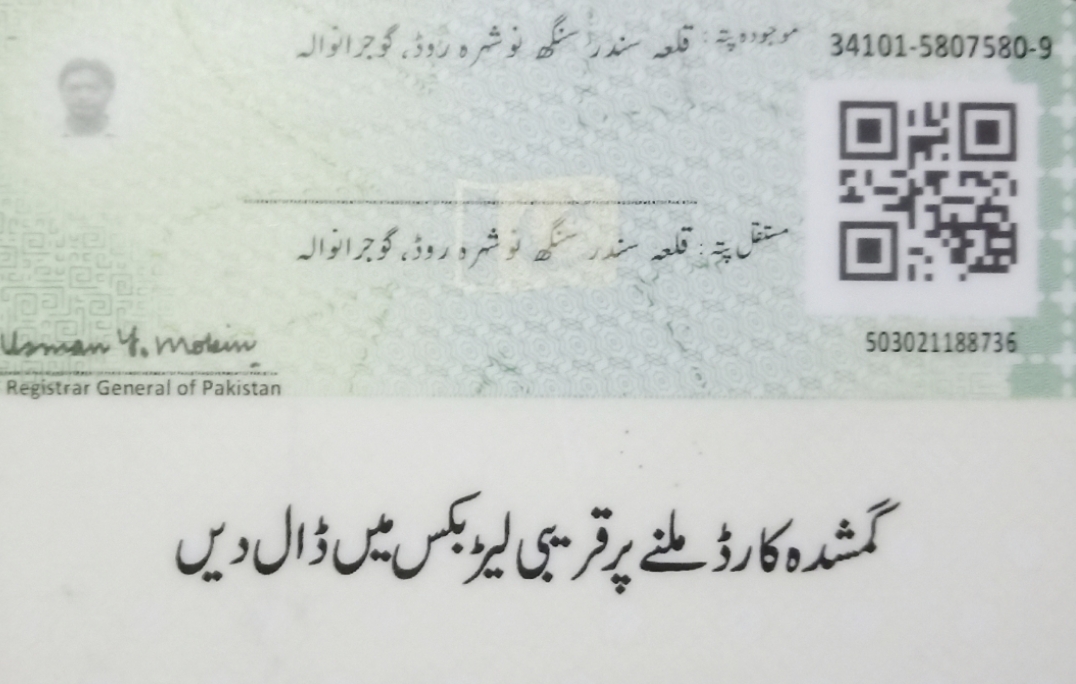 34101-5807580-9
موجودہ پتہ: قلعہ سندر سنگھ نوشہرہ روڈ، گوجرانوالہ
مستقل پتہ: قلعہ سندر سنگھ نوشہرہ روڈ، گوجرانوالہ
503021188736
Usman Y. Mobin
Registrar General of Pakistan
گمشدہ کارڈ ملنے پر قریبی لیٹر بکس میں ڈال دیں